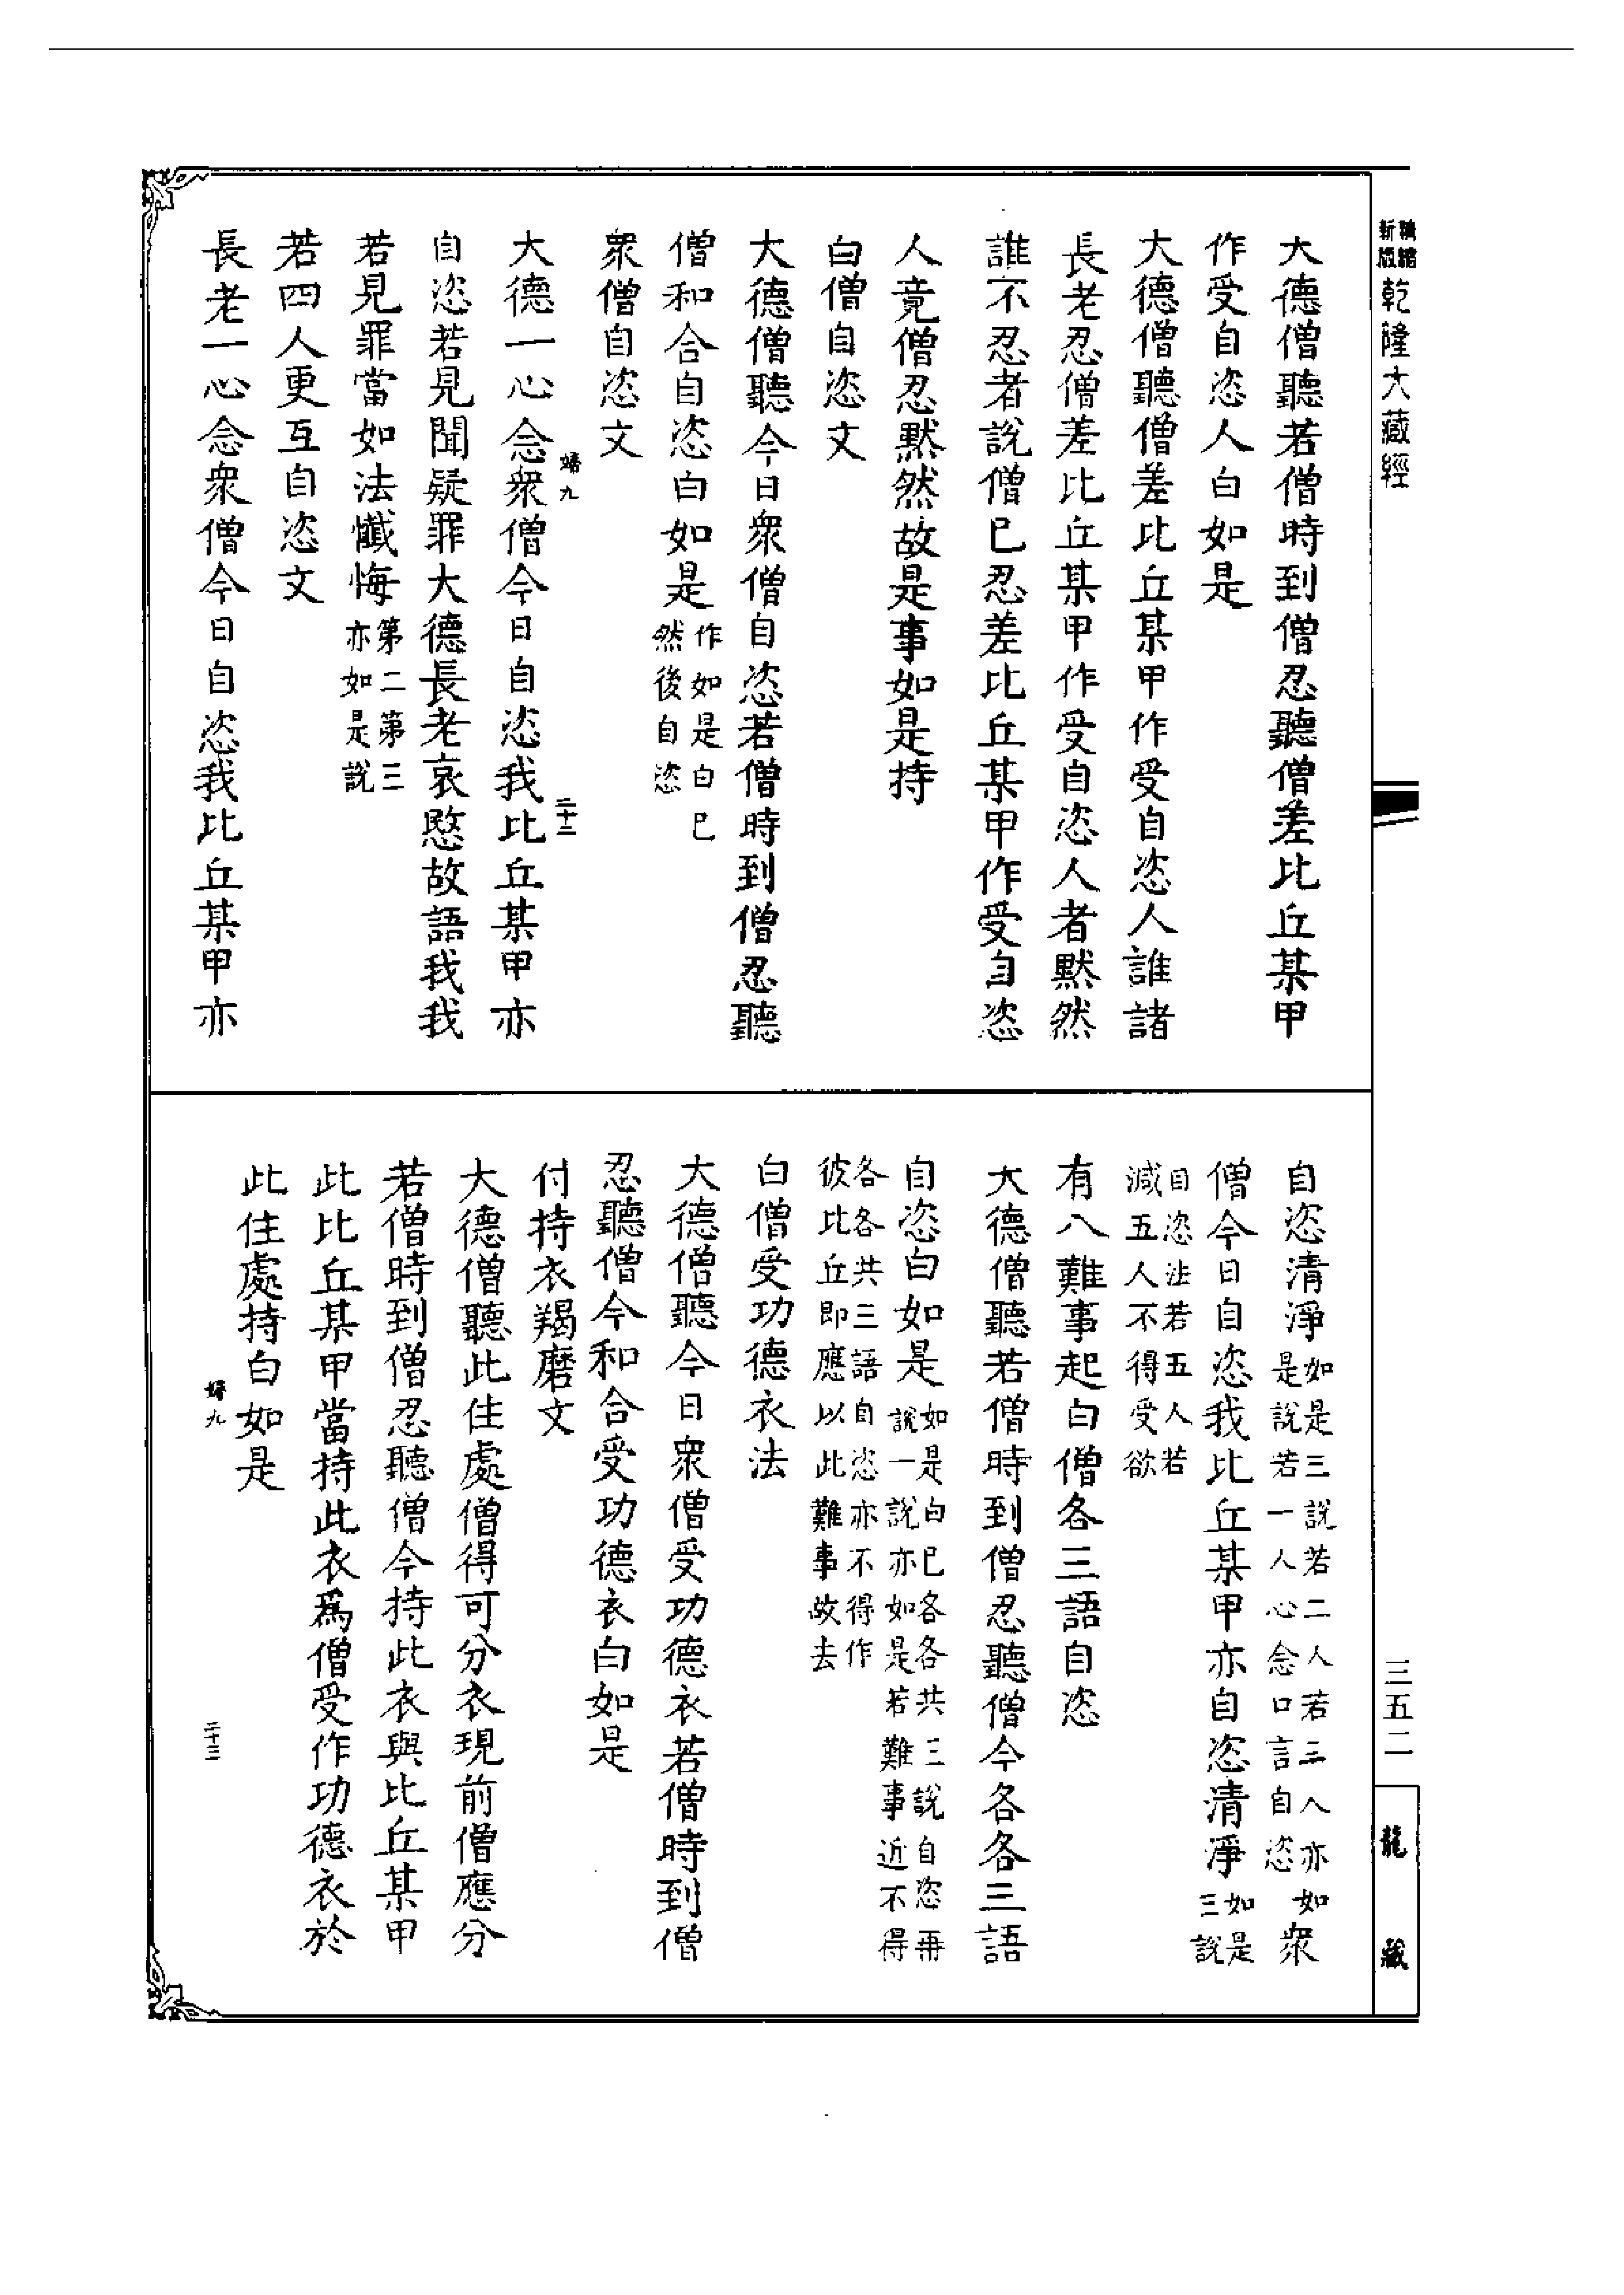 新版精縮乾隆大藏經
大德僧聽若僧時到僧忍聽僧差比丘某甲
作受自恣人白如是
大德僧聽僧差比丘某甲作受自恣人誰諸
長老忍僧差比丘某甲作受自恣人者默然
誰不忍者說僧已忍差比丘某甲作受自恣
人竟僧忍默然故是事如是持
白僧自恣文
大德僧聽今日衆僧自恣若僧時到僧忍聽
僧和合自恣白如是作如是白已然後自恣
衆僧自恣文
婦九 二十二
大德一心念衆僧今日自恣我比丘某甲亦
自恣若見聞疑罪大德長老哀愍故語我我
若見罪當如法懺悔第二第三亦如是說
若四人更互自恣文
長老一心念衆僧今日自恣我比丘某甲亦
自恣清淨如是三說若二人若三人亦如是說若一人心念口言自恣衆
僧今日自恣我比丘某甲亦自恣清淨如是三說
自恣法若五人若減五人不得受欲
有八難事起白僧各三語自恣
大德僧聽若僧時到僧忍聽僧今各各三語
自恣白如是如是白已各各共三說自恣再說一說亦如是若難事近不得
各各共三語自恣亦不得作彼比丘即應以此難事故去
白僧受功德衣法
大德僧聽今日衆僧受功德衣若僧時到僧
忍聽僧今和合受功德衣白如是
付持衣羯磨文
大德僧聽此住處僧得可分衣現前僧應分
若僧時到僧忍聽僧今持此衣與比丘某甲
此比丘某甲當持此衣爲僧受作功德衣於
此住處持白如是
婦九 二十三
三五二
龍藏